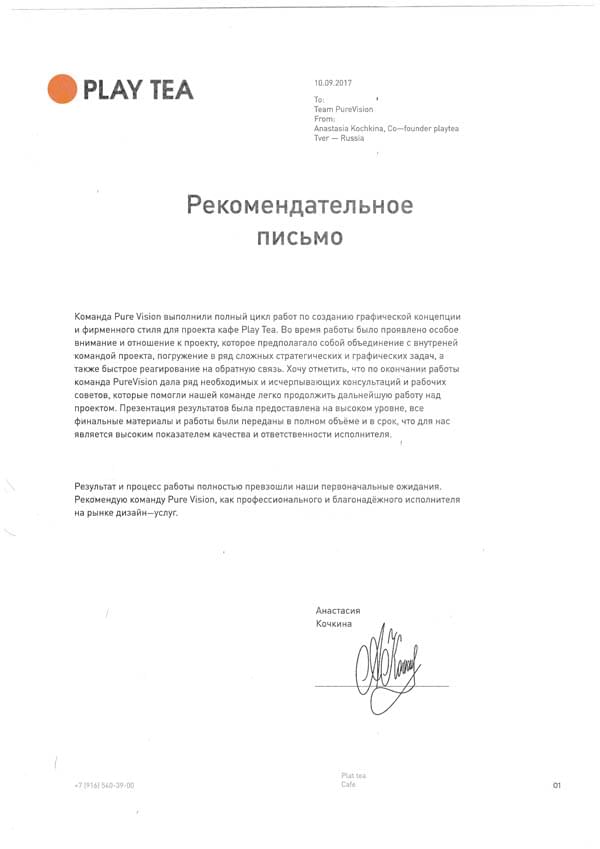 PLAY TEA
10.09.2017
To:
Team PureVision
From:
Anastasia Kochkina, Co—founder playtea
Tver — Russia
Рекомендательное
письмо
Команда Pure Vision выполнили полный цикл работ по созданию графической концепции
и фирменного стиля для проекта кафе Play Tea. Во время работы было проявлено особое
внимание и отношение к проекту, которое предполагало собой объединение с внутреней
командой проекта, погружение в ряд сложных стратегических и графических задач, а
также быстрое реагирование на обратную связь. Хочу отметить, что по окончании работы
команда PureVision дала ряд необходимых и исчерпывающих консультаций и рабочих
советов, которые помогли нашей команде легко продолжить дальнейшую работу над
проектом. Презентация результатов была предоставлена на высоком уровне, все
финальные материалы и работы были переданы в полном объёме и в срок, что для нас
является высоким показателем качества и ответственности исполнителя.
Результат и процесс работы полностью превзошли наши первоначальные ожидания.
Рекомендую команду Pure Vision, как профессионального и благонадёжного исполнителя
на рынке дизайн—услуг.
Анастасия
Кочкина
+7 (916) 540-39-00
Plat tea
Cafe
01